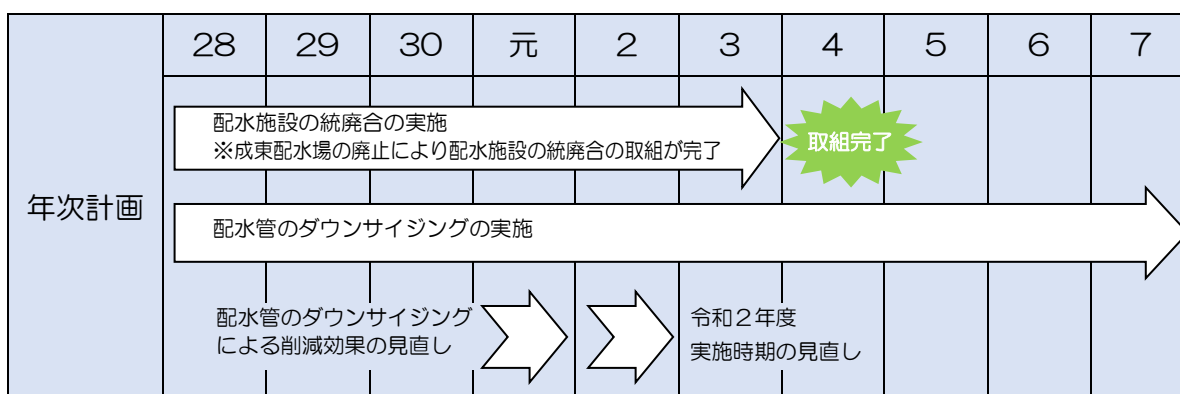 年次計画
28 29 30 元 2 3 4 5 6 7
配水施設の統廃合の実施
※成東配水場の廃止により配水施設の統廃合の取組が完了
取組完了
配水管のダウンサイジングの実施
配水管のダウンサイジング
による削減効果の見直し
令和2年度
実施時期の見直し